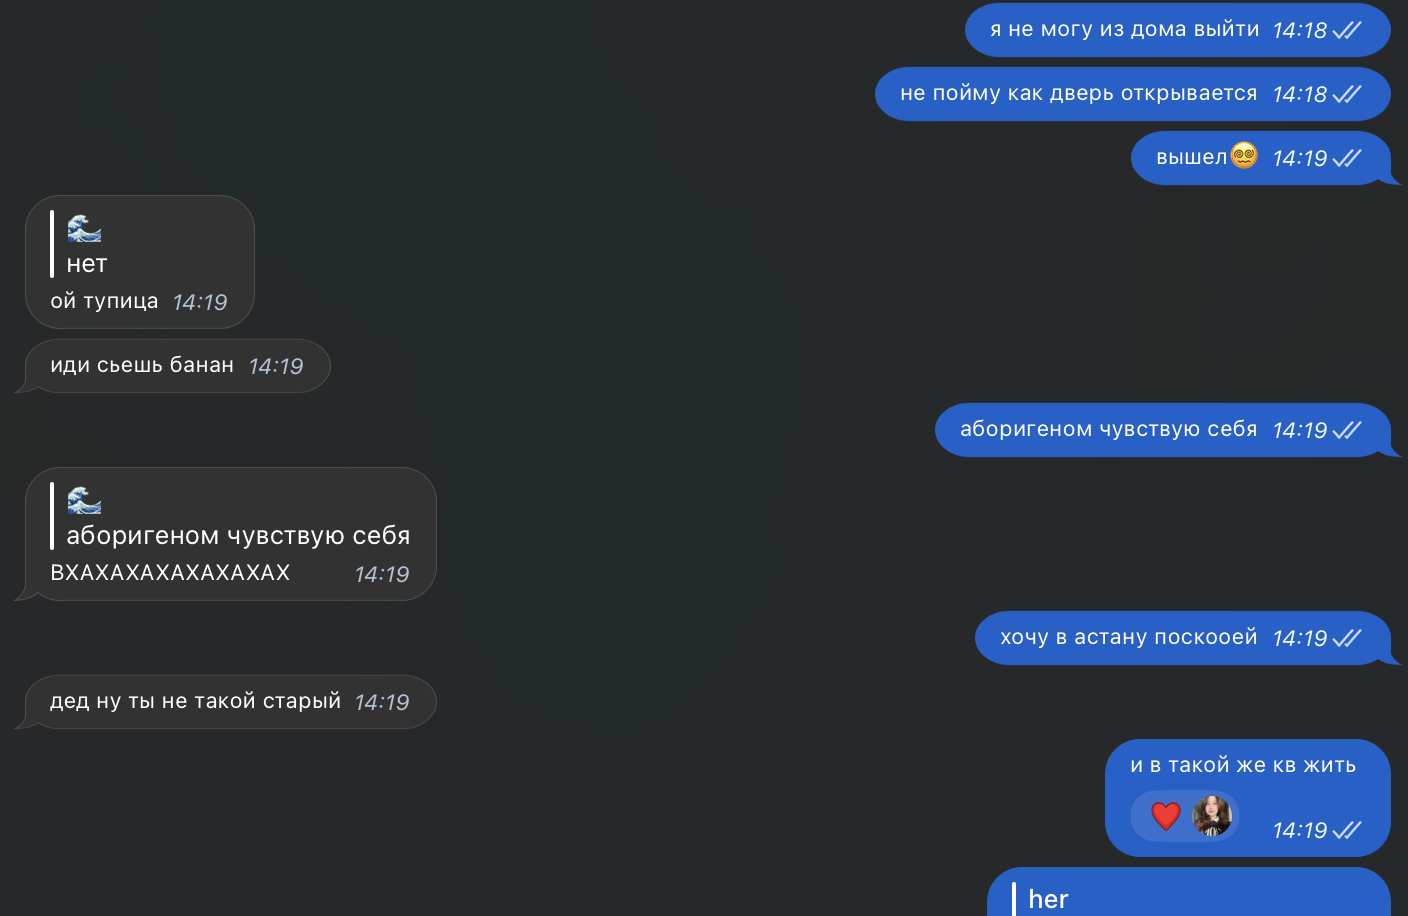 я не могу из дома выйти 14:18
не пойму как дверь открывается 14:18
вышел😵‍💫 14:19
🌊
нет
ой тупица 14:19
иди сьешь банан 14:19
аборигеном чувствую себя 14:19
🌊
аборигеном чувствую себя
ВХАХАХАХАХАХАХАХ 14:19
хочу в астану поскооей 14:19
дед ну ты не такой старый 14:19
и в такой же кв жить
❤️ 14:19
her